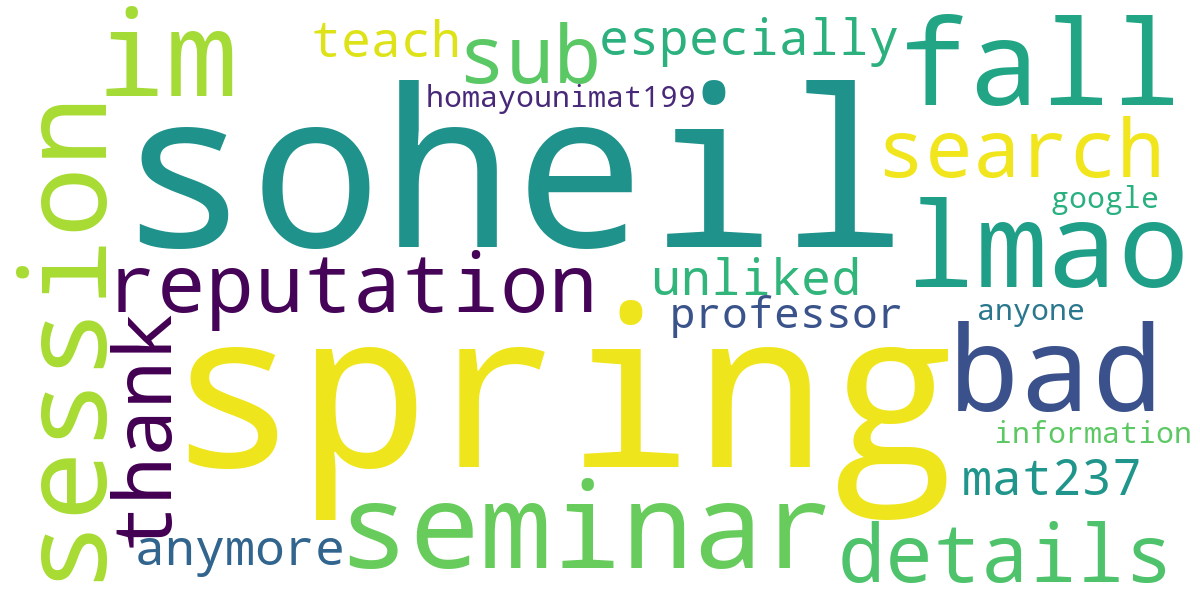 im
teach
sub
especially
fall
homayounimat199
soheil
search
session
google
lmao
reputation
unliked
professor
anyone
thank
spring
bad
information
mat237
seminar
anymore
details